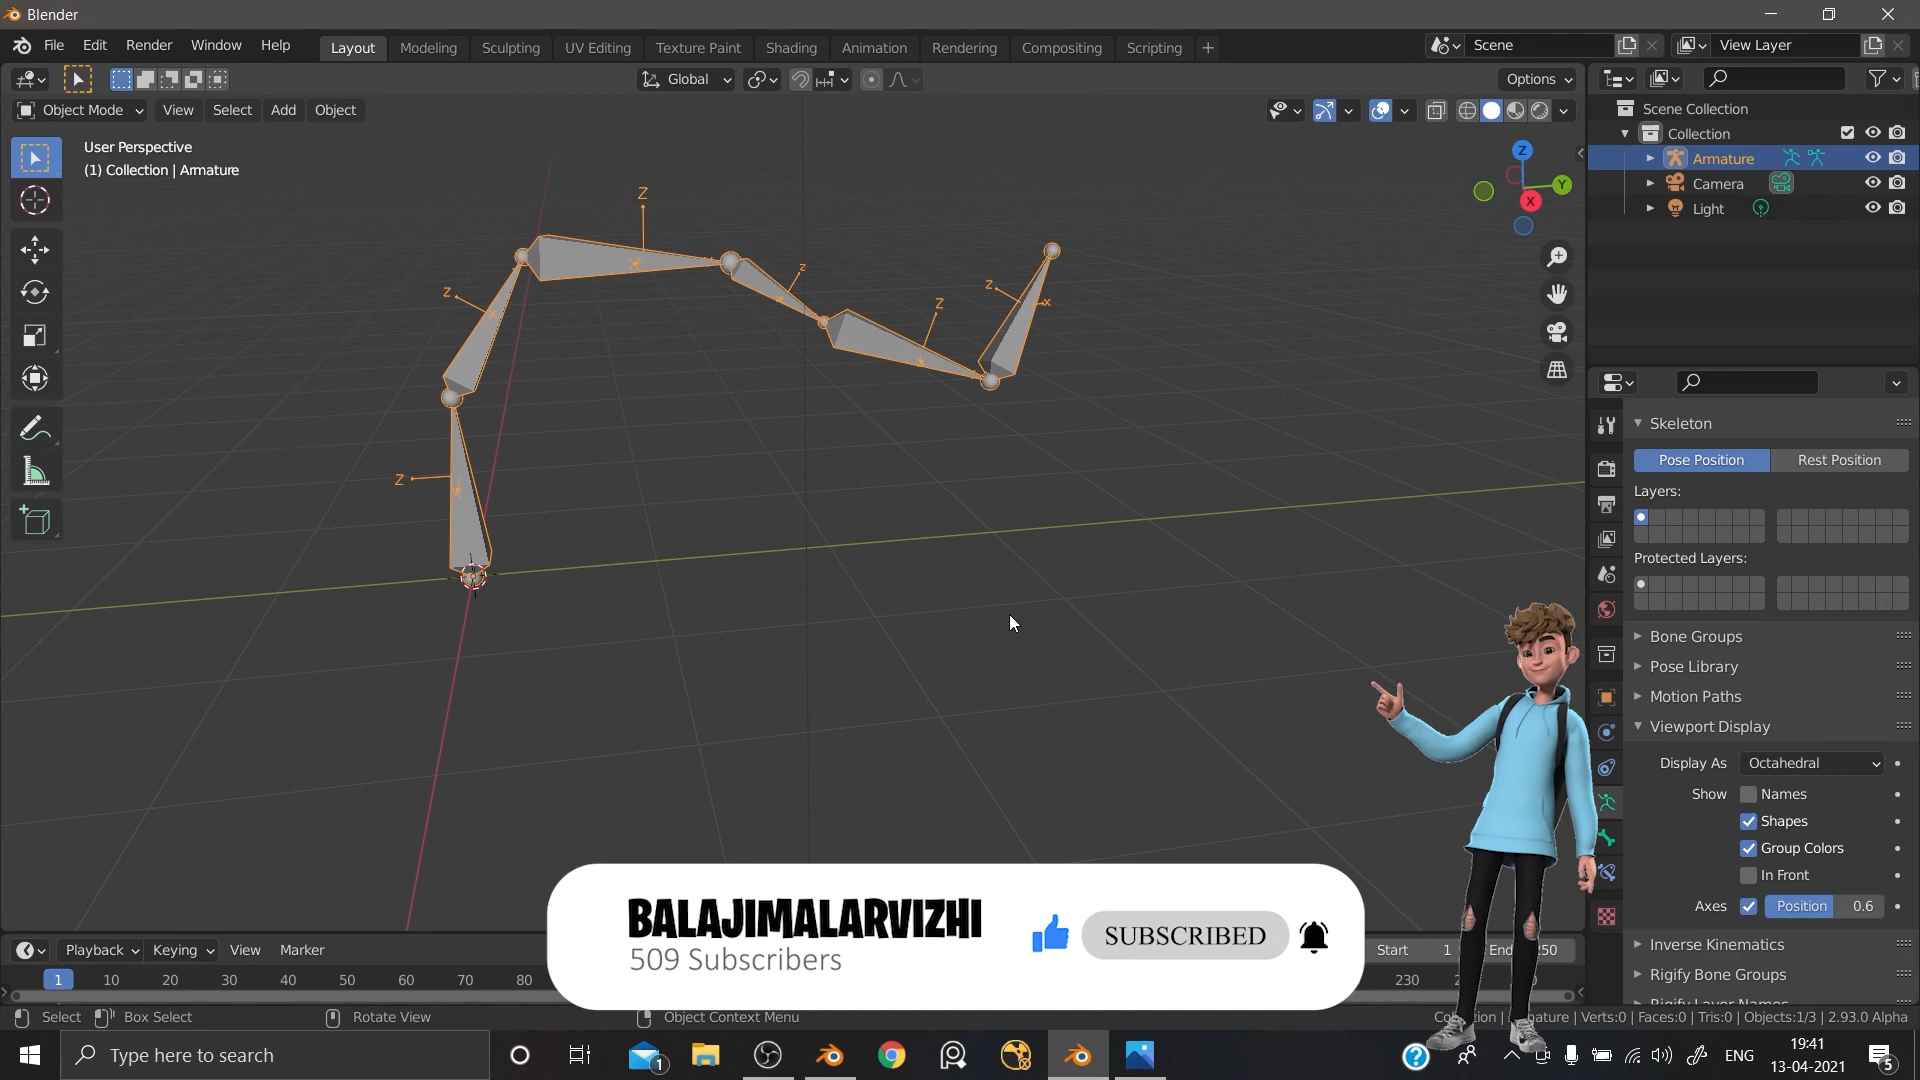 Blender
File Edit Render Window Help Layout Modeling Sculpting UV Editing Texture Paint Shading Animation Rendering Compositing Scripting + Scene View Layer
Global Options
Object Mode View Select Add Object
User Perspective
(1) Collection | Armature
Z
Y
X
Scene Collection
Collection
Armature
Camera
Light
Z
X
Z
X
Z
X
Z
X
Z
X
Z
X
Skeleton
Pose Position Rest Position
Layers:
Protected Layers:
Bone Groups
Pose Library
Motion Paths
Viewport Display
Display As Octahedral
Show Names
Shapes
Group Colors
In Front
Axes Position 0.6
Inverse Kinematics
Rigify Bone Groups
Rigify Layer Names
BALAJIMALARVIZHI
509 Subscribers
SUBSCRIBED
Playback Keying View Marker Start 1 End 250
1 10 20 30 40 50 60 70 80 230
Select Box Select Rotate View Object Context Menu
| Verts:0 | Faces:0 | Tris:0 | Objects:1/3 | 2.93.0 Alpha
Type here to search
1
ENG
19:41
13-04-2021
5